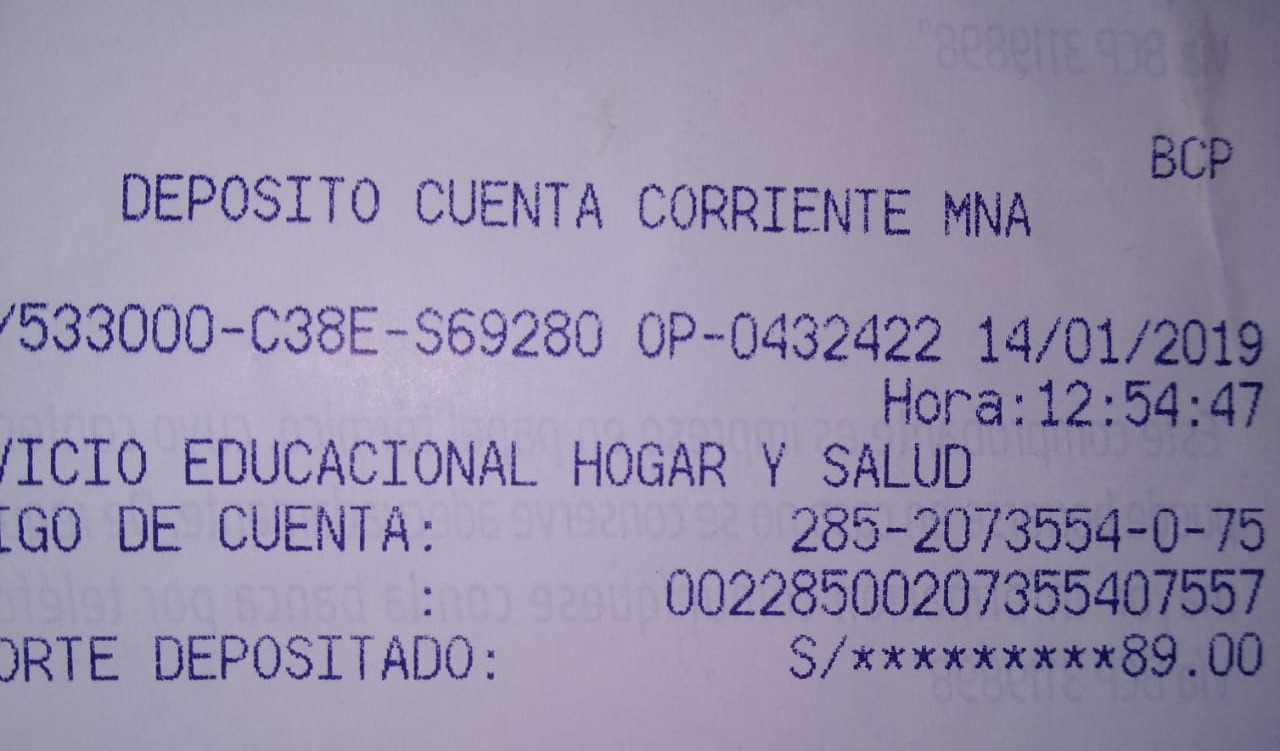 BCP
DEPOSITO CUENTA CORRIENTE MNA
/533000-C38E-S69280 OP-0432422 14/01/2019
Hora:12:54:47
VICIO EDUCACIONAL HOGAR Y SALUD
IGO DE CUENTA: 285-2073554-0-75
: 00228500207355407557
ORTE DEPOSITADO: S/*********89.00